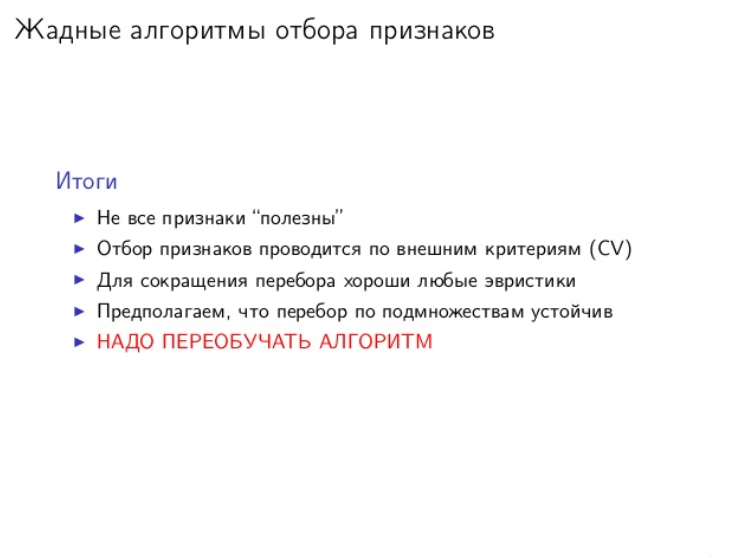 Жадные алгоритмы отбора признаков
Итоги
Не все признаки “полезны”
Отбор признаков проводится по внешним критериям (CV)
Для сокращения перебора хороши любые эвристики
Предполагаем, что перебор по подмножествам устойчив
НАДО ПЕРЕОБУЧАТЬ АЛГОРИТМ